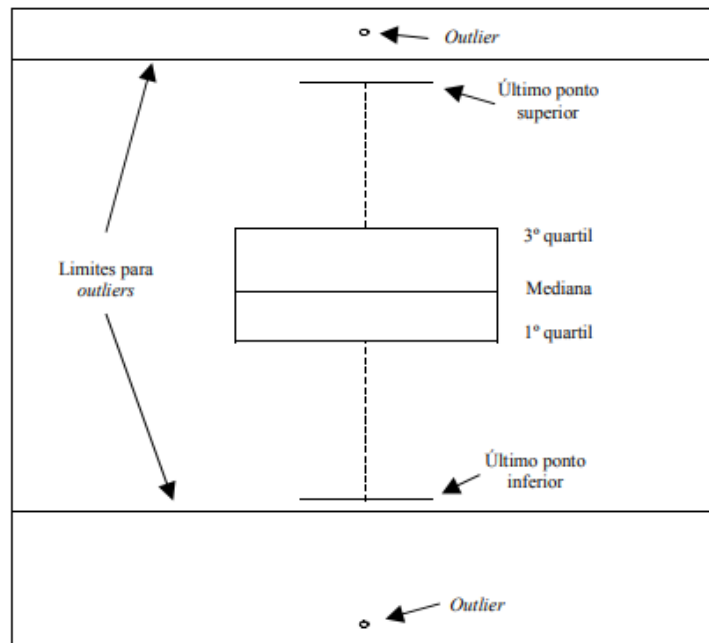 Outlier
Último ponto
superior
3º quartil
Limites para
outliers
Mediana
1º quartil
Último ponto
inferior
Outlier